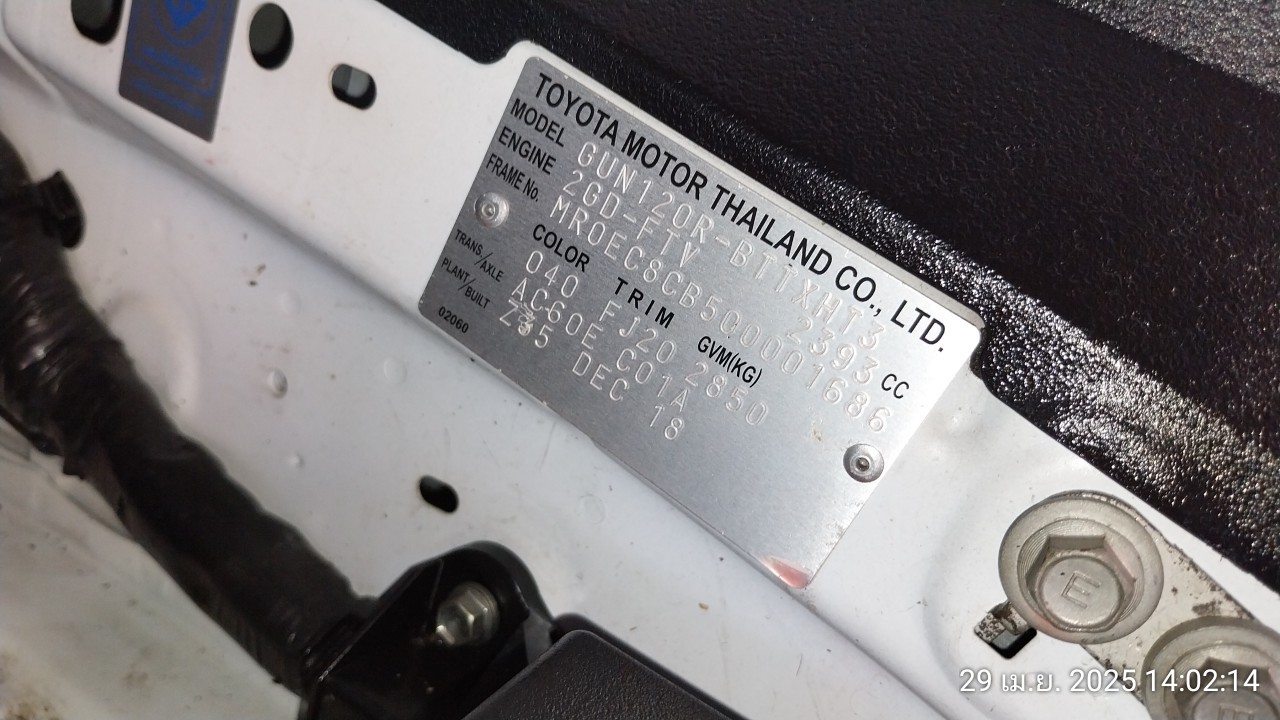 TOYOTA MOTOR THAILAND CO., LTD.
MODEL GUN120R-BTTXHT3
ENGINE 2GD-FTV 2393 CC
FRAME No. MR0EC8CB500001686
COLOR TRIM GVM(KG)
040 FJ20 2850
TRANS/AXLE AC60E C01A
PLANT/BUILT Z35 DEC 18
02060
E
29 เม.ย. 2025 14:02:14